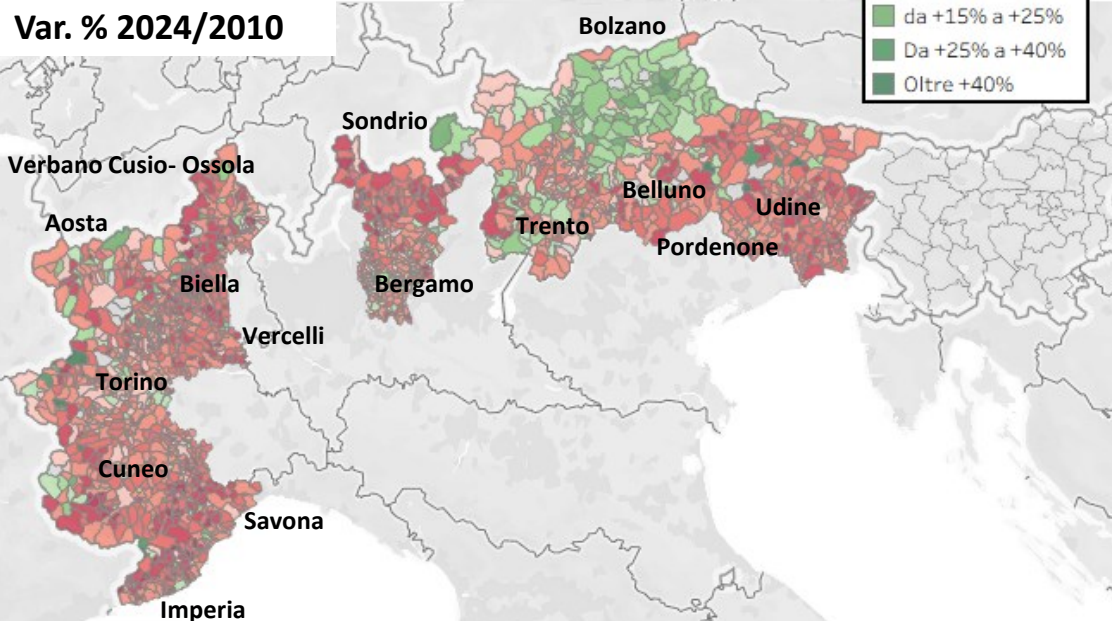 Var. % 2024/2010
da +15% a +25%
Da +25% a +40%
Oltre +40%
Bolzano
Sondrio
Verbano Cusio- Ossola
Aosta
Belluno
Udine
Trento
Pordenone
Biella
Bergamo
Vercelli
Torino
Cuneo
Savona
Imperia